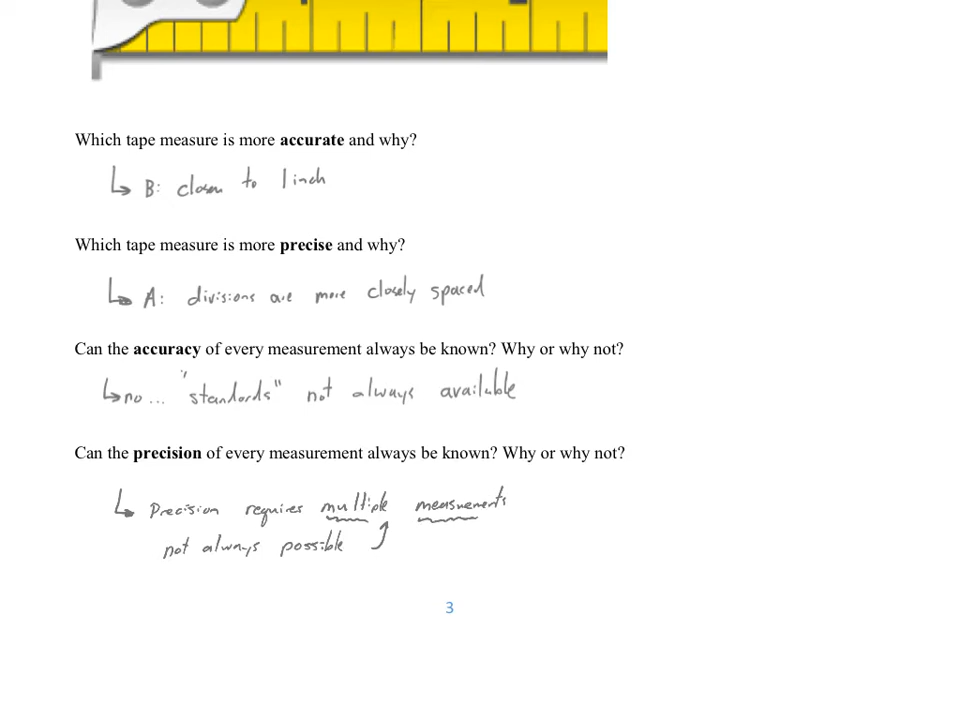 Which tape measure is more accurate and why?
↳ B: closer to 1 inch
Which tape measure is more precise and why?
↳ A: divisions are more closely spaced
Can the accuracy of every measurement always be known? Why or why not?
↳ no... "standards" not always available
Can the precision of every measurement always be known? Why or why not?
↳ Precision requires multiple measurements
not always possible
3